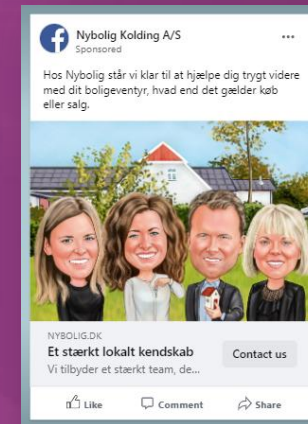 Nybolig Kolding A/S
Sponsored
Hos Nybolig står vi klar til at hjælpe dig trygt videre
med dit boligeventyr, hvad end det gælder køb
eller salg.
NYBOLIG.DK
Et stærkt lokalt kendskab
Vi tilbyder et stærkt team, de...
Contact us
Like
Comment
Share